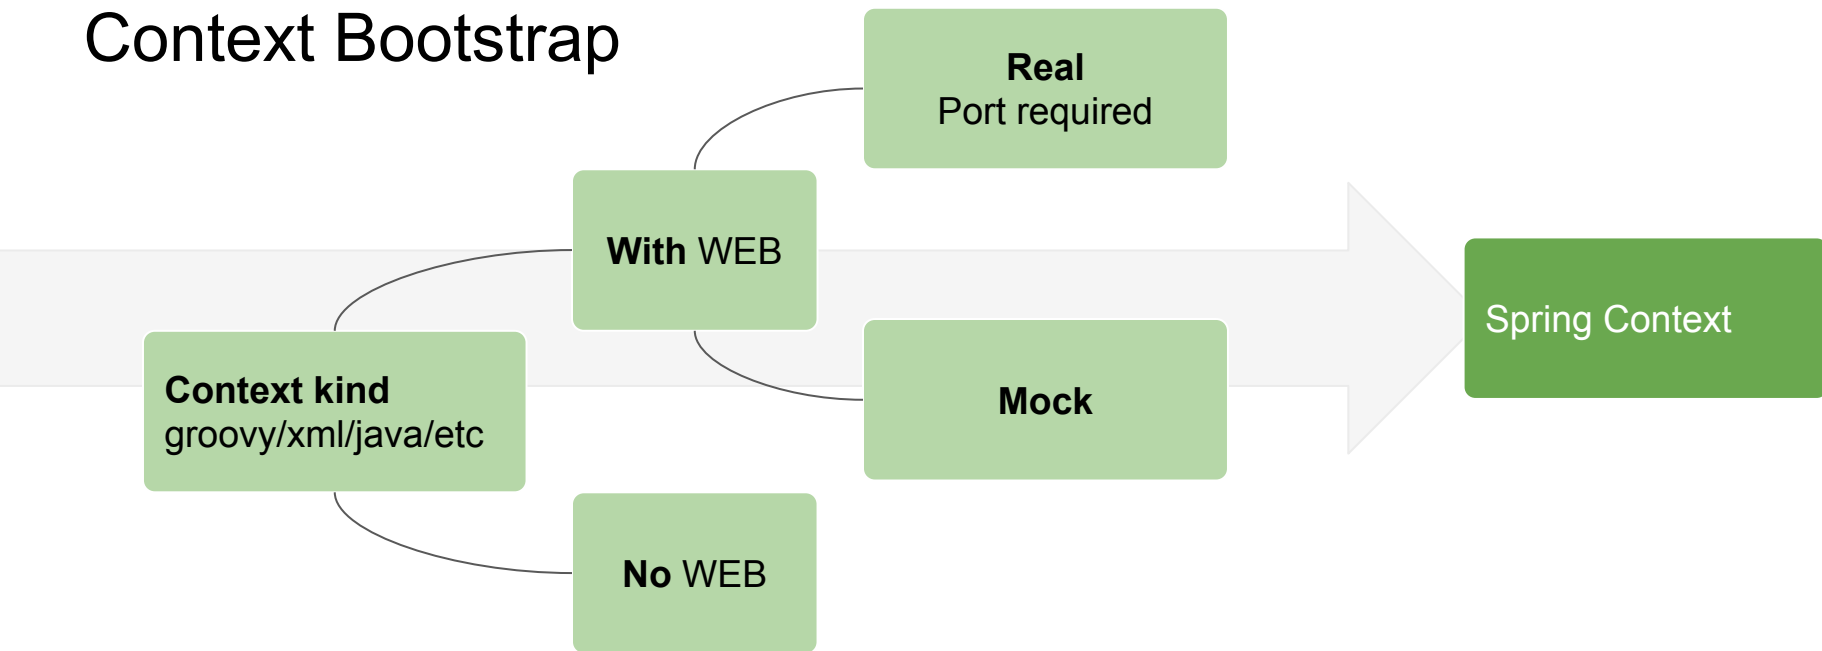 Context Bootstrap
Real
Port required
With WEB
Spring Context
Context kind
groovy/xml/java/etc
Mock
No WEB